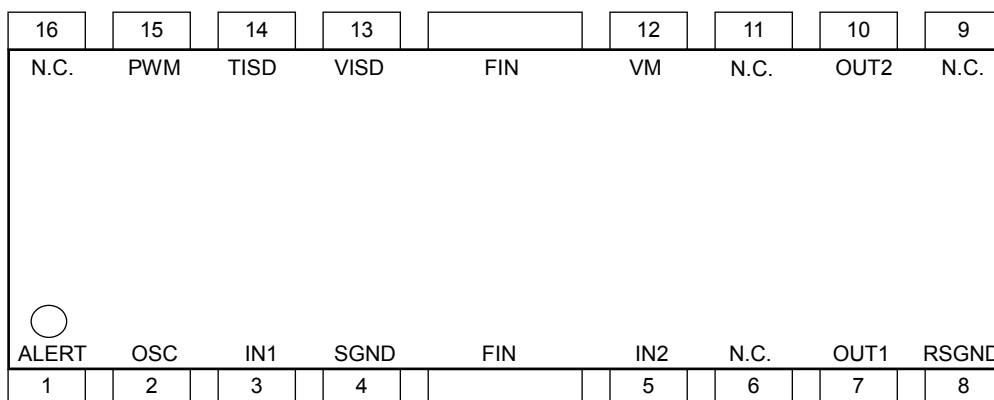 16 15 14 13 12 11 10 9
N.C. PWM TISD VISD FIN VM N.C. OUT2 N.C.
ALERT OSC IN1 SGND FIN IN2 N.C. OUT1 RSGND
1 2 3 4 5 6 7 8